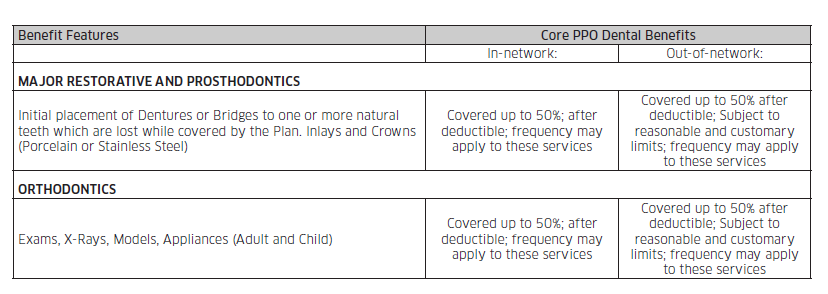 Benefit Features
Core PPO Dental Benefits
In-network:
Out-of-network:
MAJOR RESTORATIVE AND PROSTHODONTICS
Initial placement of Dentures or Bridges to one or more natural
teeth which are lost while covered by the Plan. Inlays and Crowns
(Porcelain or Stainless Steel)
Covered up to 50%; after
deductible; frequency may
apply to these services
Covered up to 50% after
deductible; Subject to
reasonable and customary
limits; frequency may apply
to these services
ORTHODONTICS
Exams, X-Rays, Models, Appliances (Adult and Child)
Covered up to 50%; after
deductible; frequency may
apply to these services
Covered up to 50% after
deductible; Subject to
reasonable and customary
limits; frequency may apply
to these services